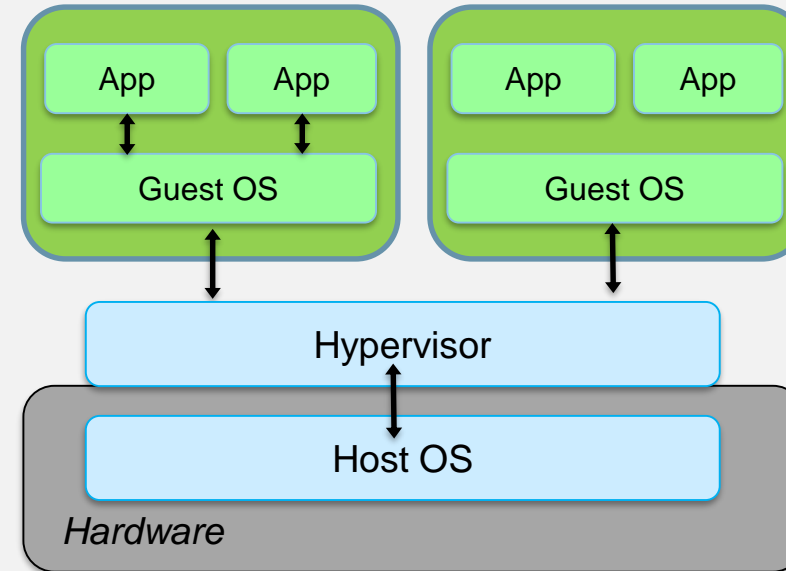 App App App App
Guest OS Guest OS
Hypervisor
Host OS
Hardware